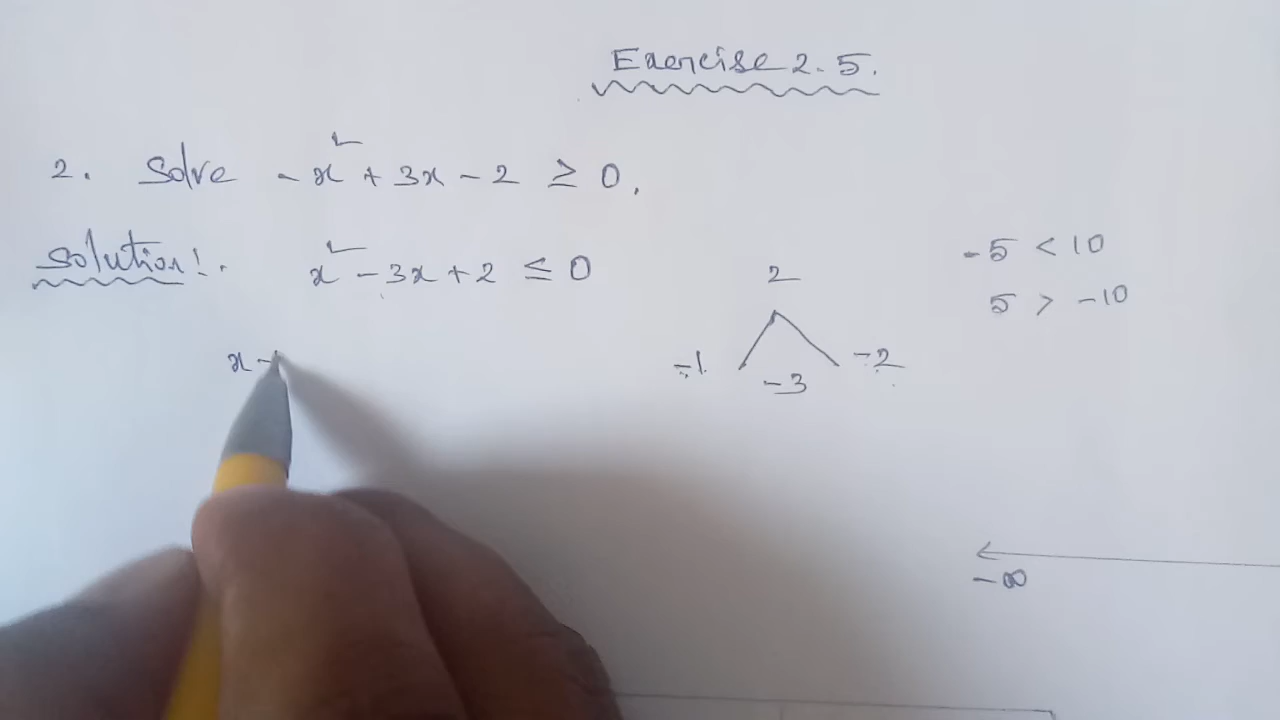 Exercise 2.5.
2. Solve -x² + 3x - 2 ≥ 0.
Solution:. x² - 3x + 2 ≤ 0
-5 < 10
5 > -10
2
-1 -3 -2
x -
-∞